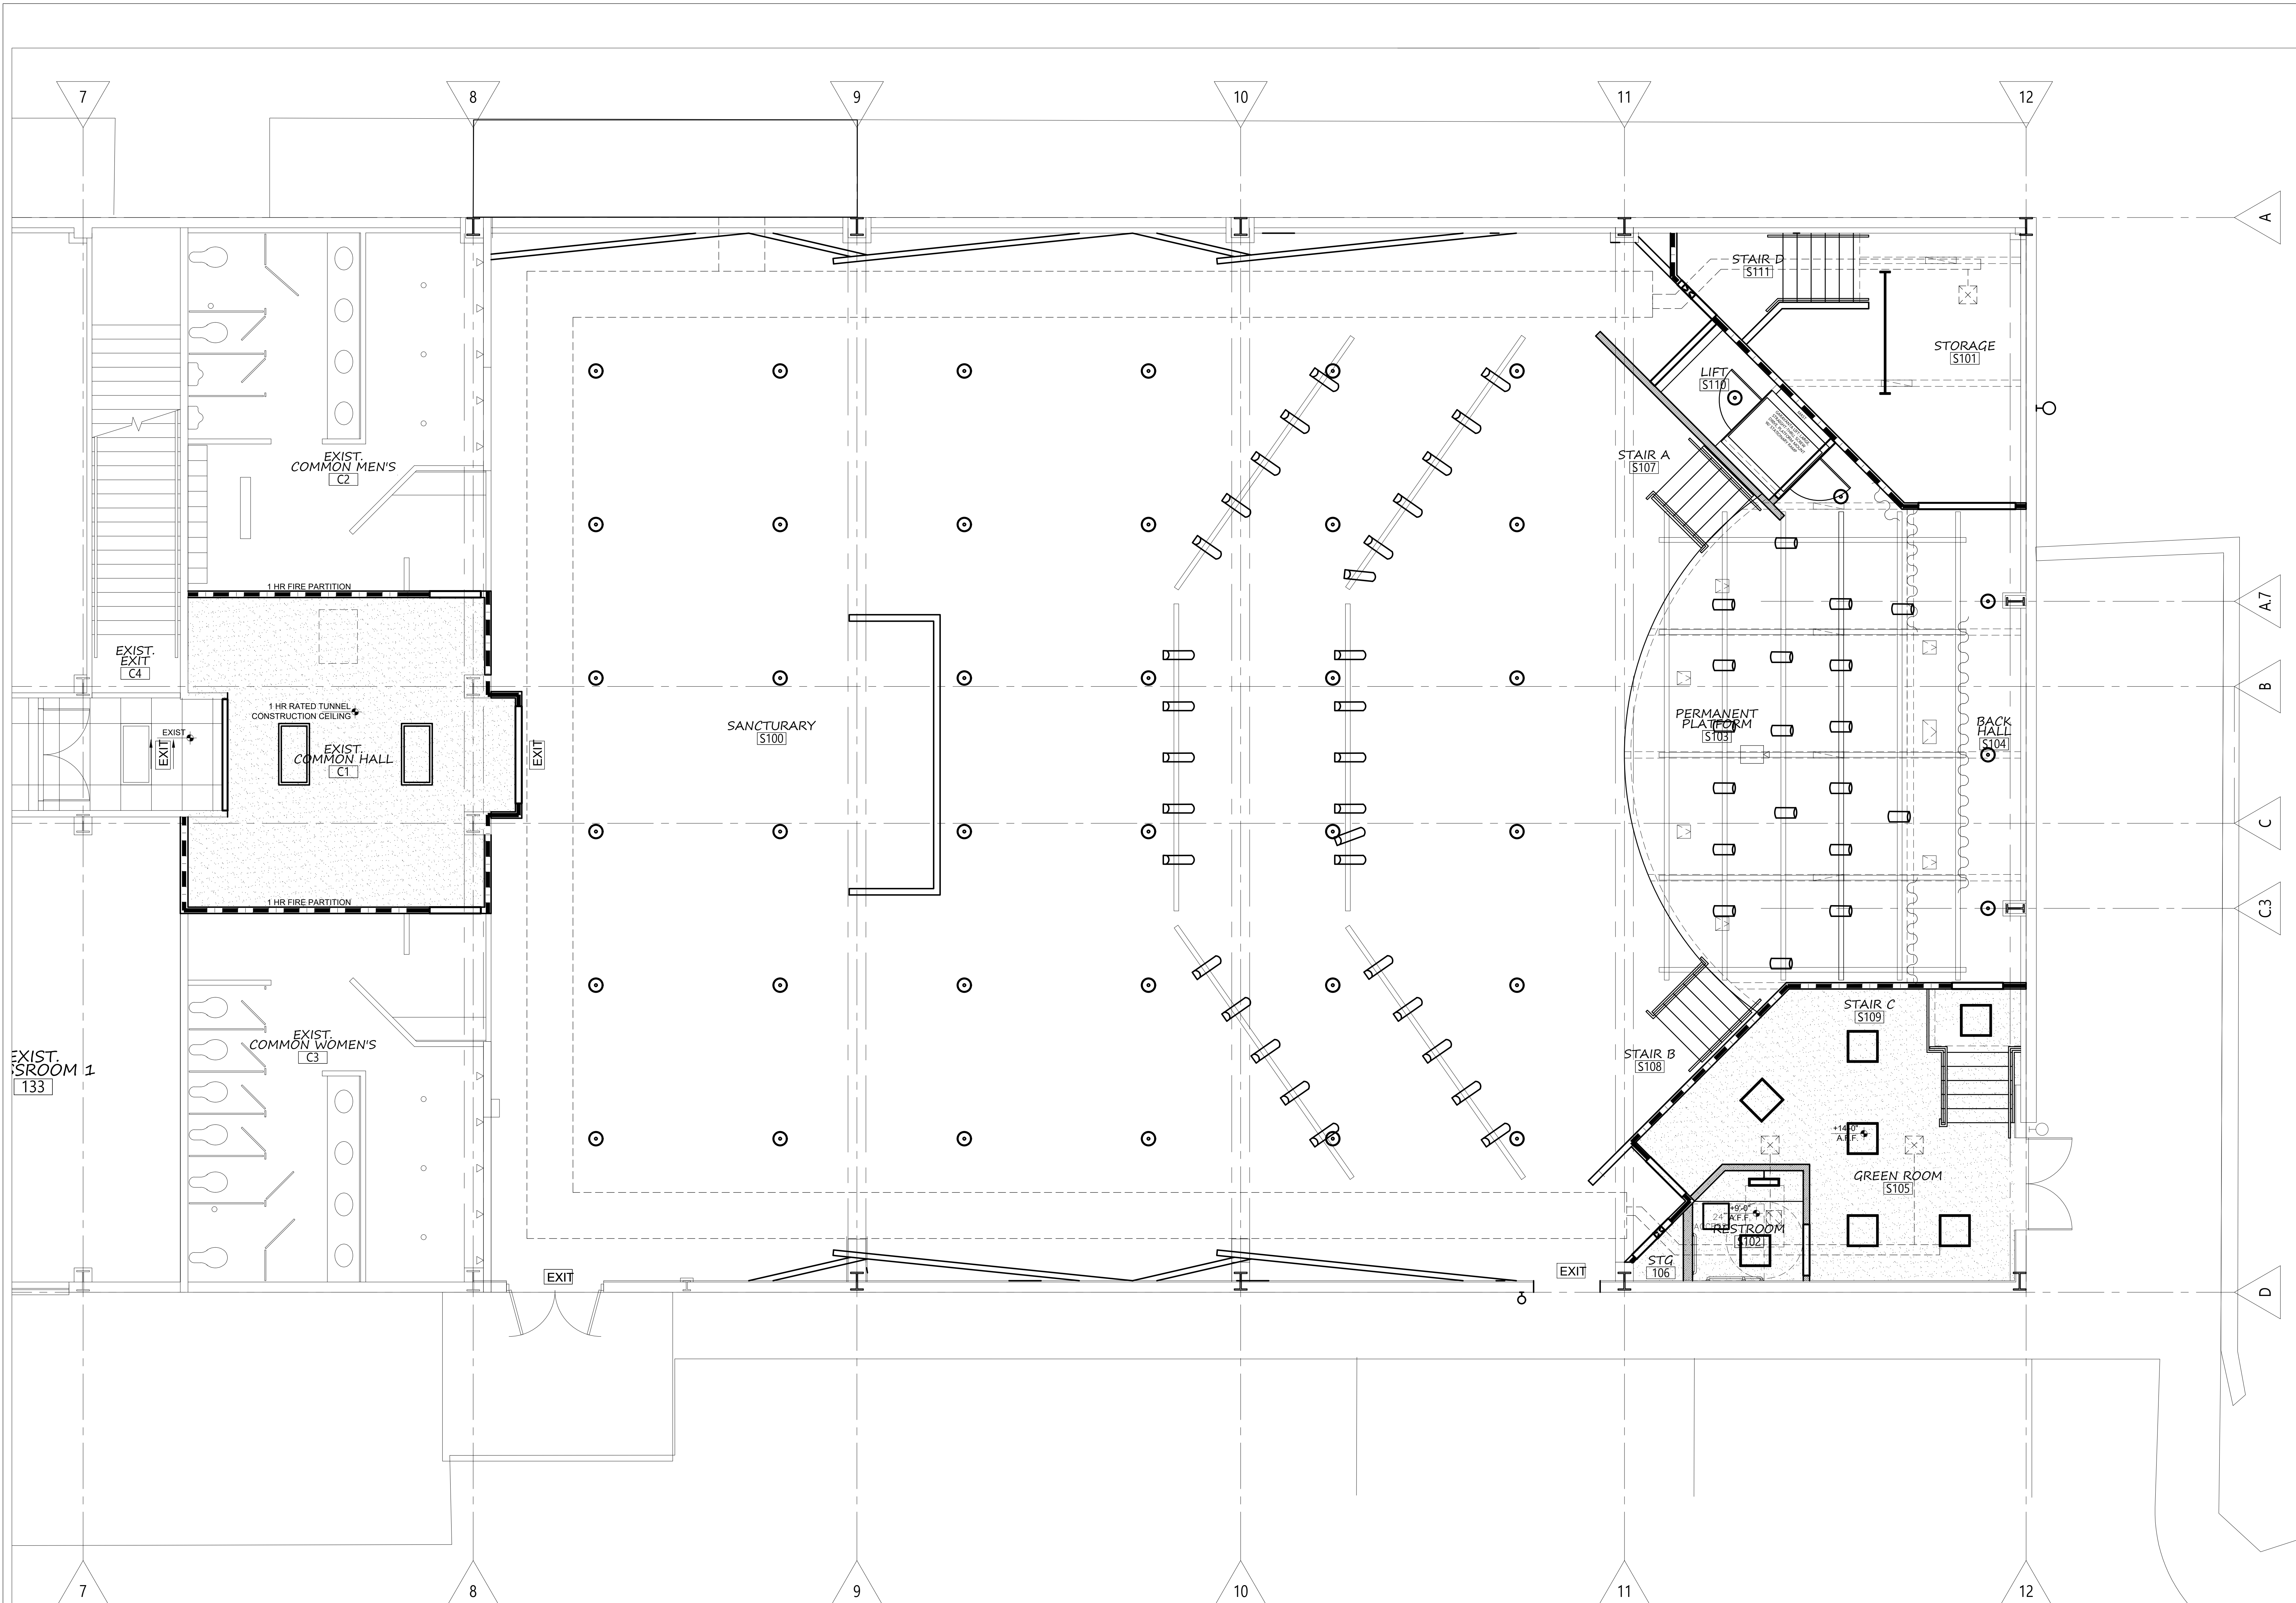 7
8
9
10
11
12
A
STAIR D
S111
STORAGE
S101
LIFT
S110
STAIR A
S107
EXIST.
COMMON MEN'S
C2
1 HR FIRE PARTITION
A.7
EXIST.
EXIT
C4
B
1 HR RATED TUNNEL
CONSTRUCTION CEILING
EXIST
EXIT
EXIST.
COMMON HALL
C1
EXIT
SANCTURARY
S100
PERMANENT
PLATFORM
S103
BACK
HALL
S104
C
1 HR FIRE PARTITION
C.3
STAIR C
S109
EXIST.
COMMON WOMEN'S
C3
STAIR B
S108
EXIST.
SSROOM 1
133
+14'-0"
A.F.F.
GREEN ROOM
S105
+9'-0"
A.F.F.
24"
RESTROOM
S102
STG
106
EXIT
EXIT
D
7
8
9
10
11
12